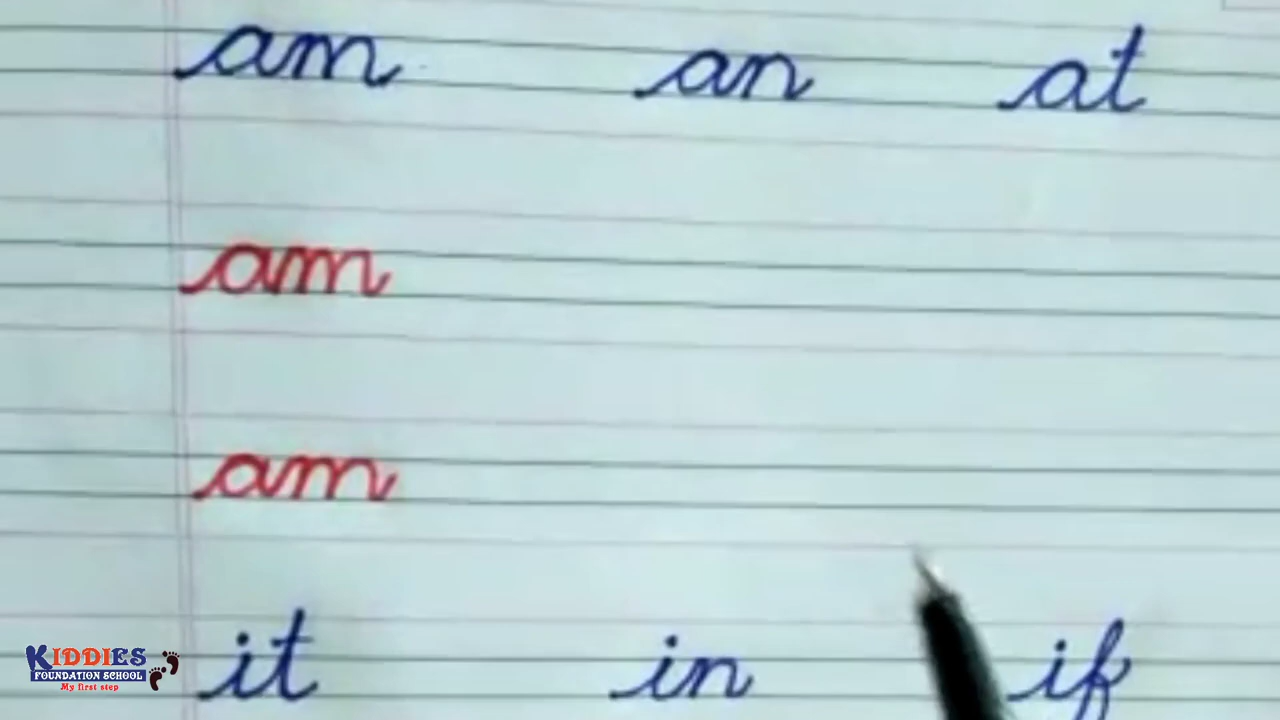 am an at
am
am
it in if
KIDDIES
FOUNDATION SCHOOL
My first step